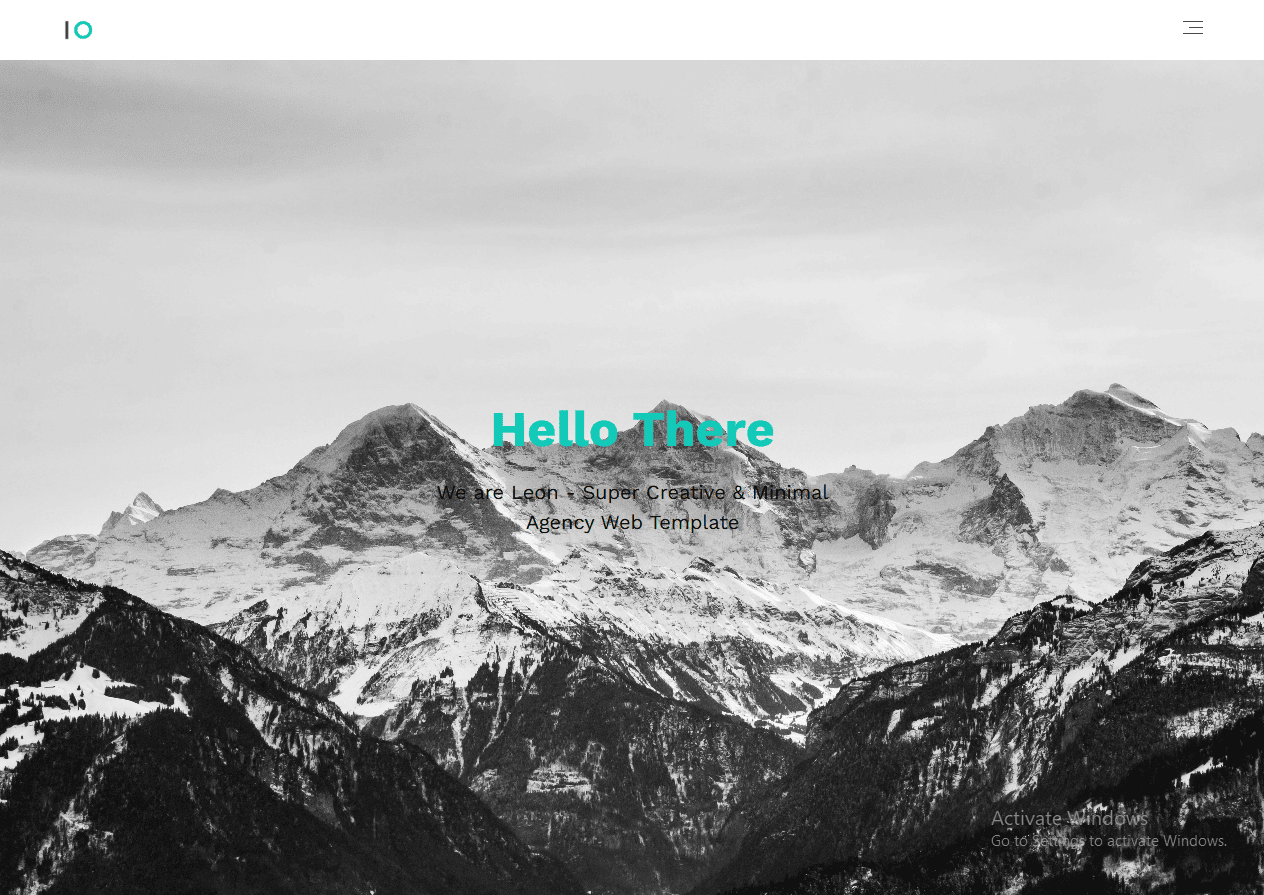 IO
Hello There
We are Leon - Super Creative & Minimal
Agency Web Template
Activate Windows
Go to Settings to activate Windows.